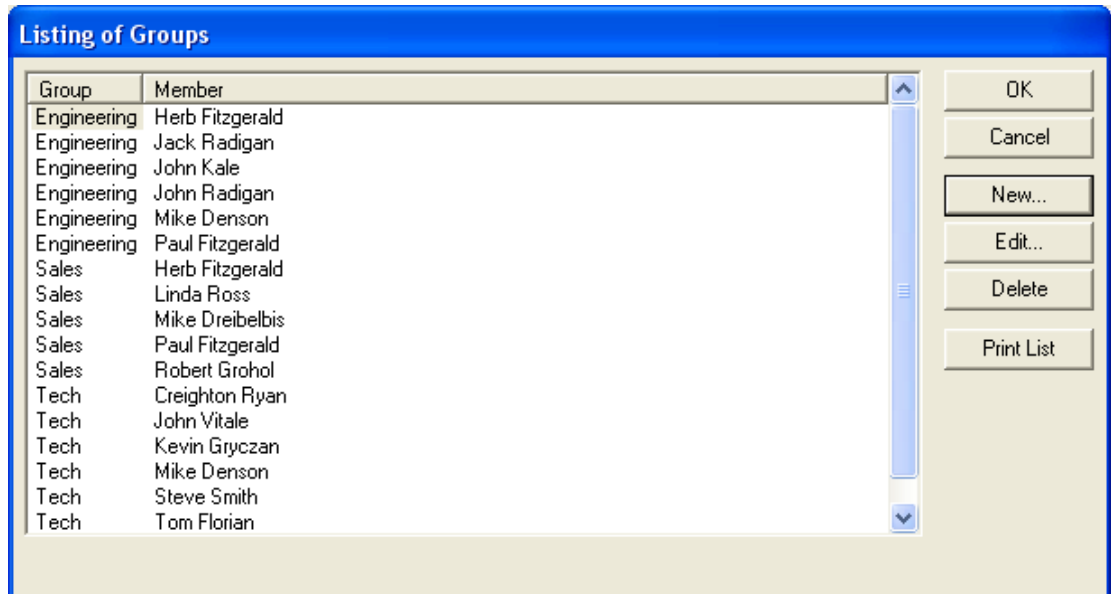 Listing of Groups
Group Member
Engineering Herb Fitzgerald
Engineering Jack Radigan
Engineering John Kale
Engineering John Radigan
Engineering Mike Denson
Engineering Paul Fitzgerald
Sales Herb Fitzgerald
Sales Linda Ross
Sales Mike Dreibelbis
Sales Paul Fitzgerald
Sales Robert Grohol
Tech Creighton Ryan
Tech John Vitale
Tech Kevin Gryczan
Tech Mike Denson
Tech Steve Smith
Tech Tom Florian
OK
Cancel
New...
Edit...
Delete
Print List